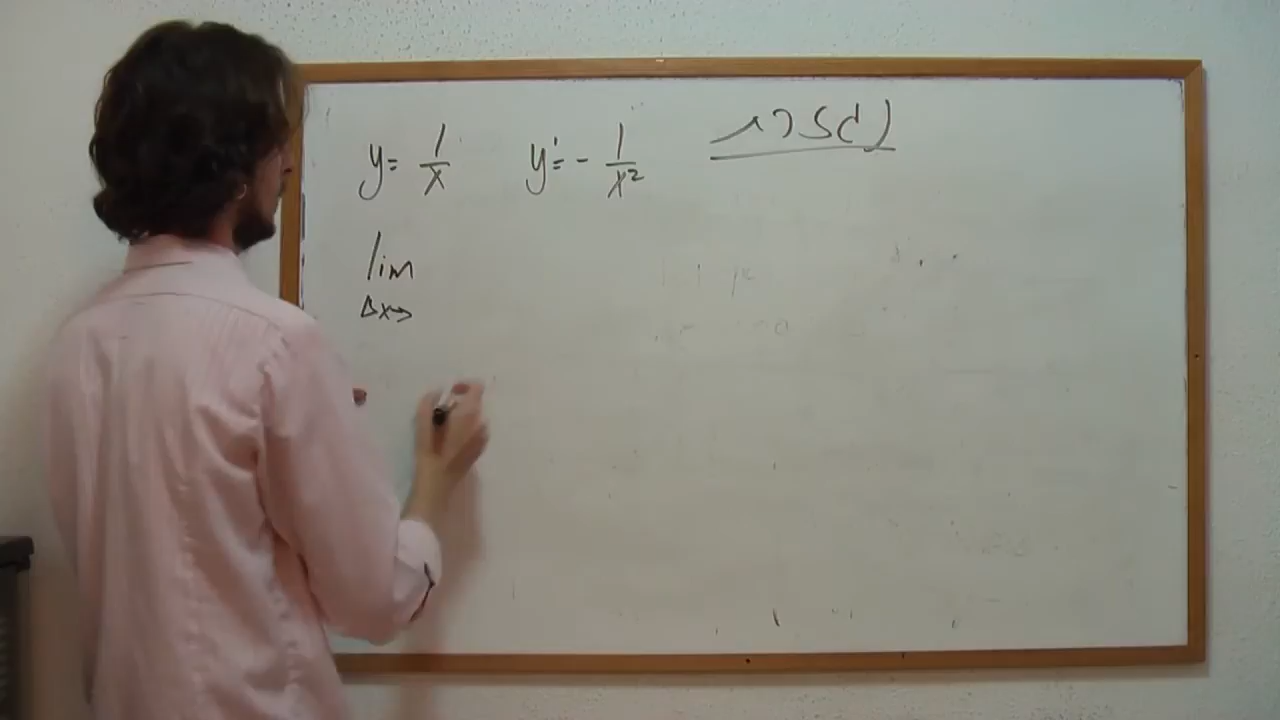 y = 1/x y' = - 1/x²
lim
Δx→